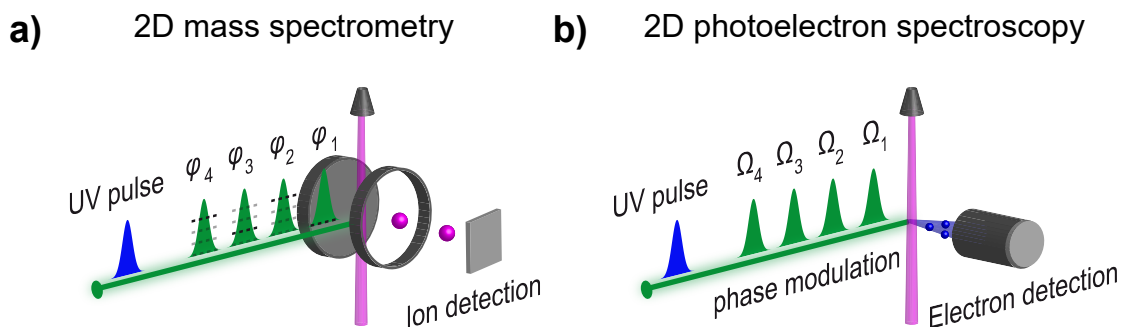 a) 2D mass spectrometry
UV pulse
φ4
φ3
φ2
φ1
Ion detection
b) 2D photoelectron spectroscopy
UV pulse
Ω4
Ω3
Ω2
Ω1
phase modulation
Electron detection